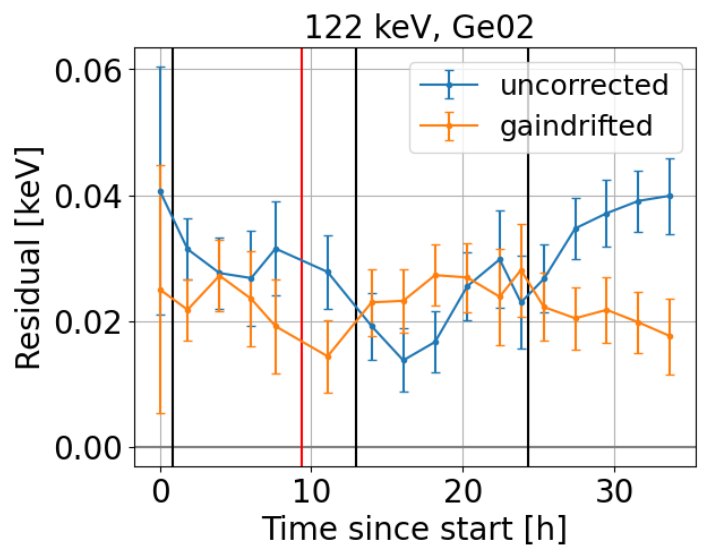 122 keV, Ge02
Residual [keV]
0.06
0.04
0.02
0.00
uncorrected
gaindrifted
0 10 20 30
Time since start [h]